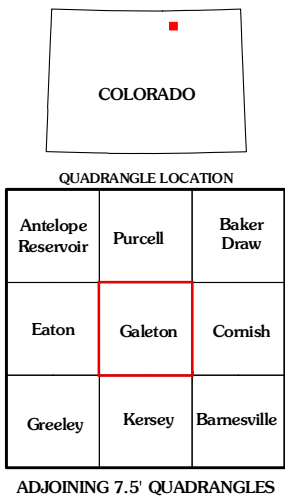 COLORADO
QUADRANGLE LOCATION
Antelope
Reservoir
Purcell
Baker
Draw
Eaton
Galeton
Cornish
Greeley
Kersey
Barnesville
ADJOINING 7.5' QUADRANGLES